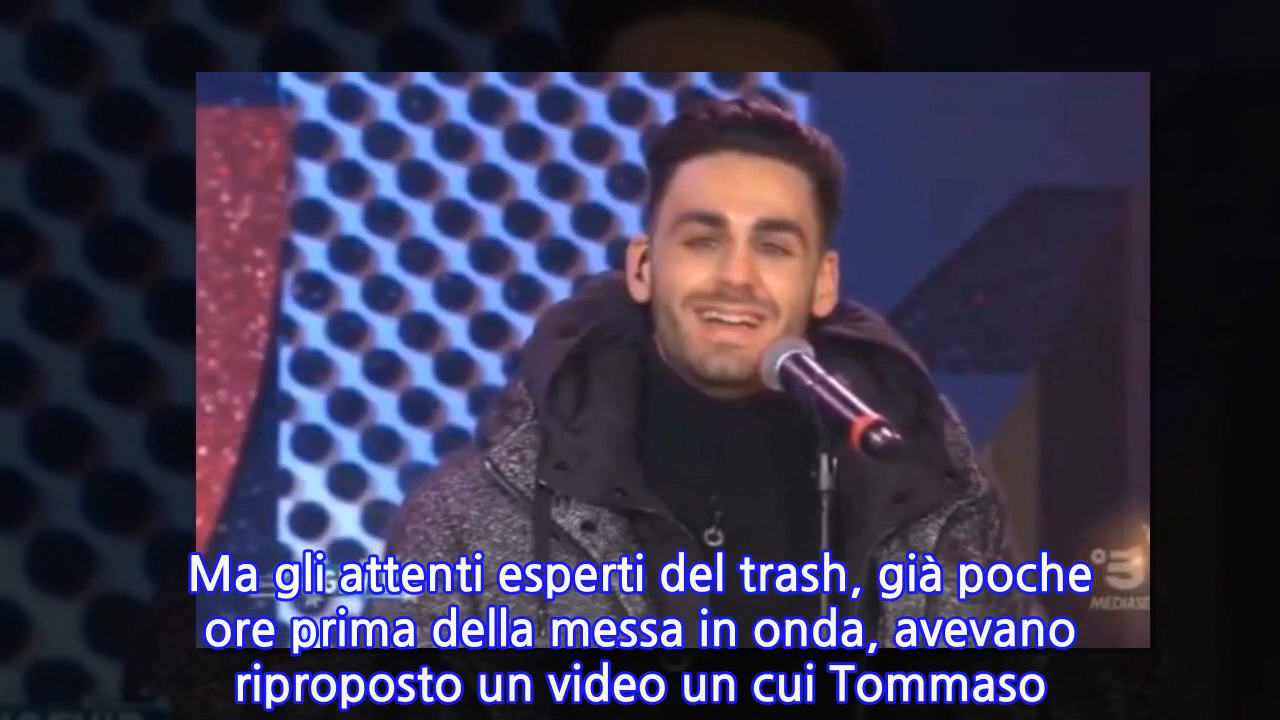 Ma gli attenti esperti del trash, già poche
ore prima della messa in onda, avevano
riproposto un video un cui Tommaso
MEDIASE